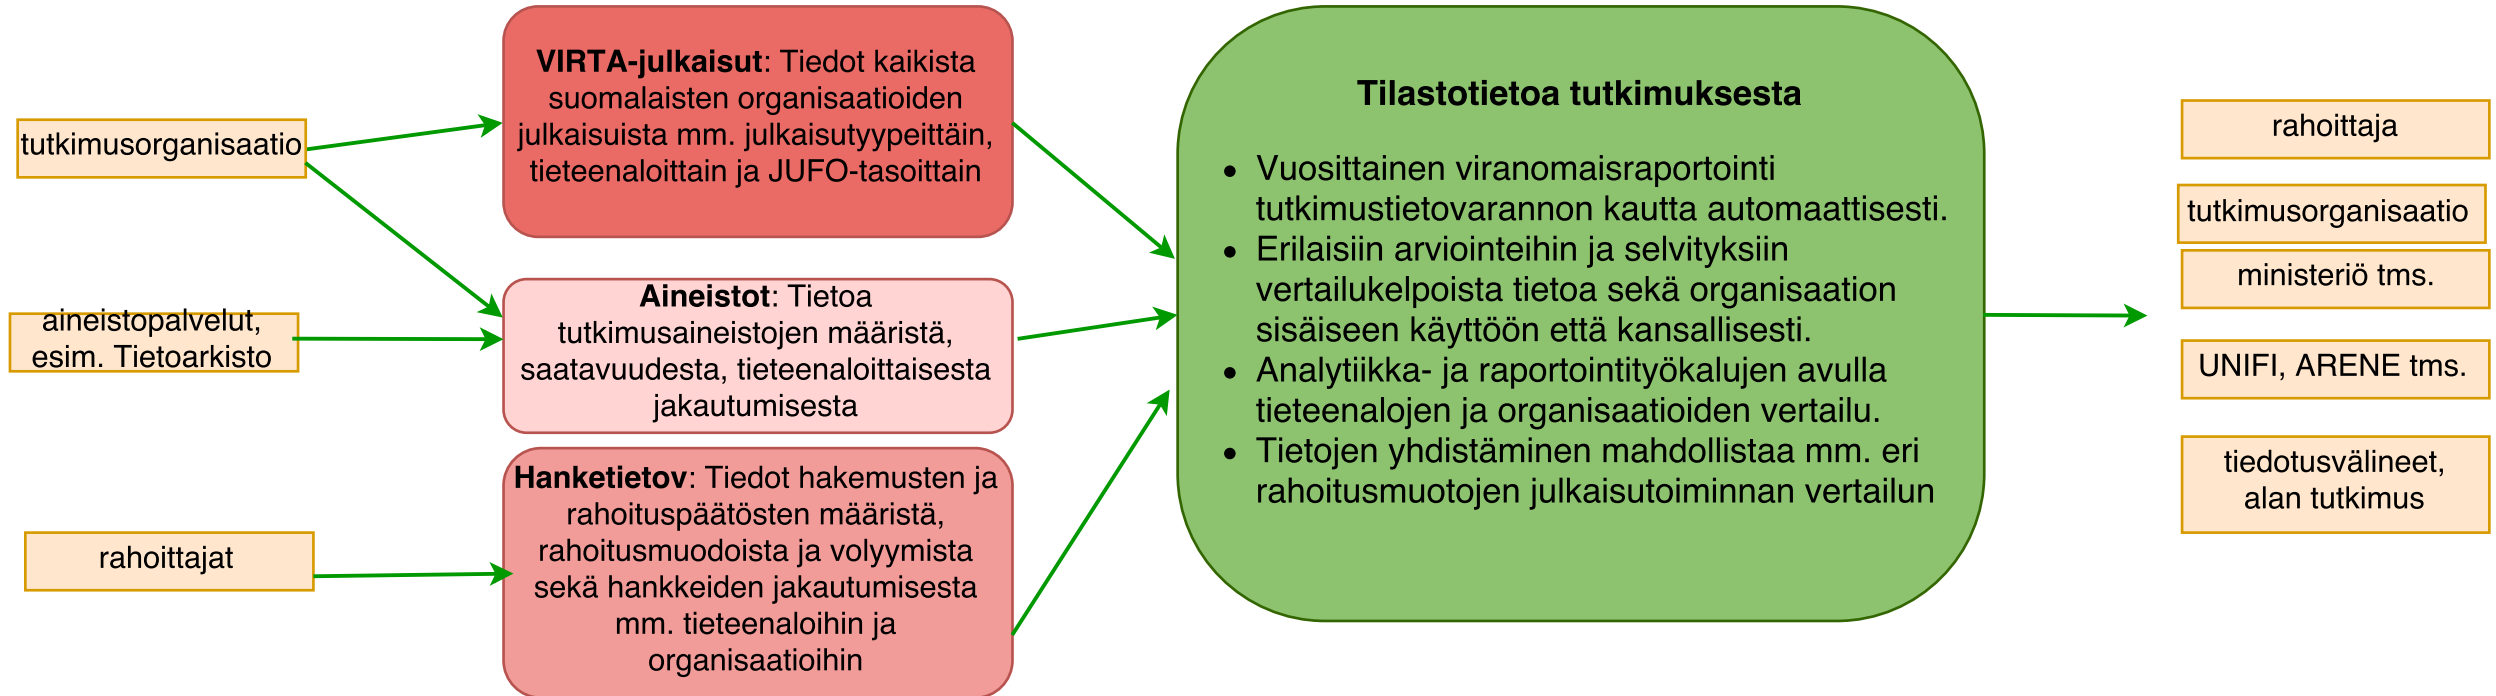 tutkimusorganisaatio
aineistopalvelut,
esim. Tietoarkisto
rahoittajat
VIRTA-julkaisut: Tiedot kaikista
suomalaisten organisaatioiden
julkaisuista mm. julkaisutyypeittäin,
tieteenaloittain ja JUFO-tasoittain
Aineistot: Tietoa
tutkimusaineistojen määristä,
saatavuudesta, tieteenaloittaisesta
jakautumisesta
Hanketietov: Tiedot hakemusten ja
rahoituspäätösten määristä,
rahoitusmuodoista ja volyymista
sekä hankkeiden jakautumisesta
mm. tieteenaloihin ja
organisaatioihin
Tilastotietoa tutkimuksesta
• Vuosittainen viranomaisraportointi
tutkimustietovarannon kautta automaattisesti.
• Erilaisiin arviointeihin ja selvityksiin
vertailukelpoista tietoa sekä organisaation
sisäiseen käyttöön että kansallisesti.
• Analytiikka- ja raportointityökalujen avulla
tieteenalojen ja organisaatioiden vertailu.
• Tietojen yhdistäminen mahdollistaa mm. eri
rahoitusmuotojen julkaisutoiminnan vertailun
rahoittaja
tutkimusorganisaatio
ministeriö tms.
UNIFI, ARENE tms.
tiedotusvälineet,
alan tutkimus